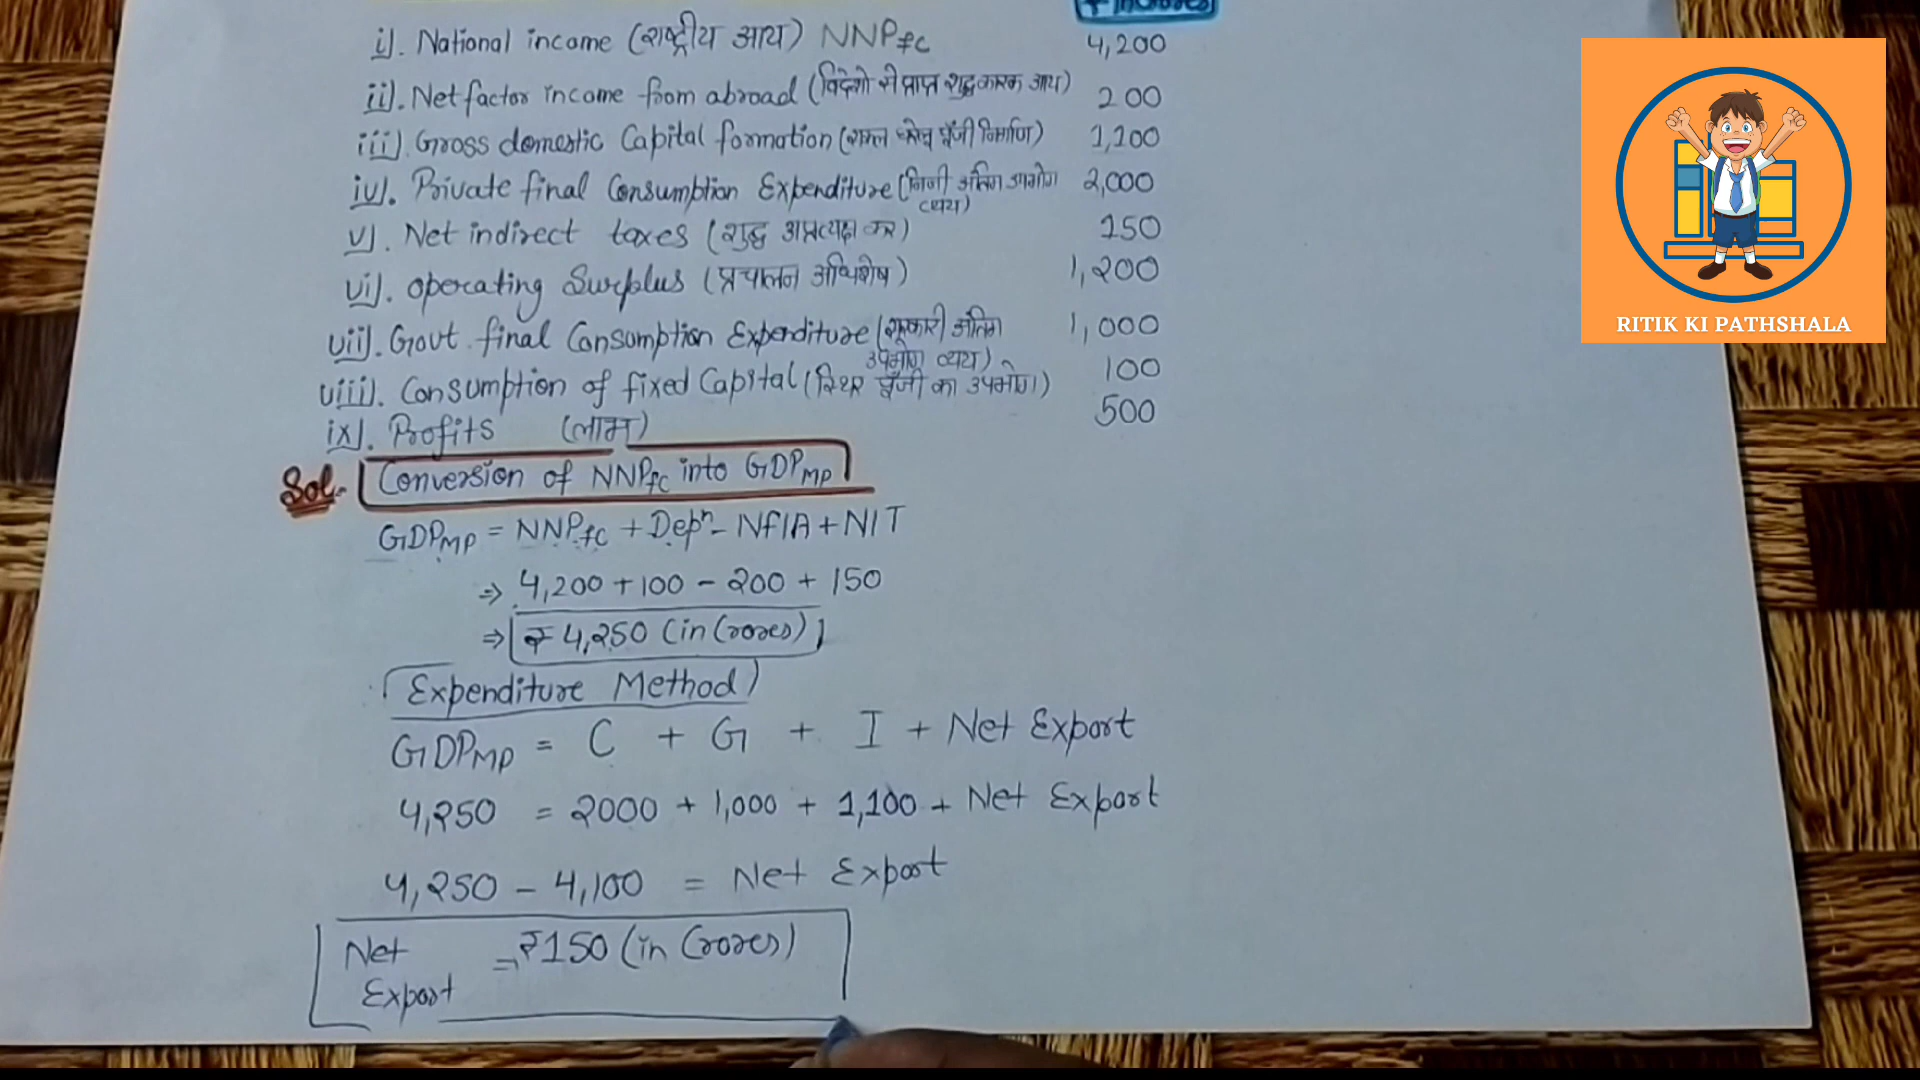 i). National income (राष्ट्रीय आय) NNPfc 4,200
ii). Net factor income from abroad (विदेशो से प्राप्त शुद्ध कारक आय) 200
iii). Gross domestic Capital formation (सकल घरेलू पूँजी निर्माण) 1,100
iv). Private final Consumption Expenditure (निजी अंतिम उपभोग 2,000
व्यय)
v). Net indirect taxes (शुद्ध अप्रत्यक्ष कर) 150
vi). operating Surplus (प्रचालन अधिशेष) 1,200
vii). Govt. final Consumption Expenditure (सरकारी अंतिम 1,000
उपभोग व्यय)
viii). Consumption of fixed Capital (स्थिर पूँजी का उपभोग) 100
ix). Profits (लाभ) 500
Sol. Conversion of NNPfc into GDPMP
GDPMP = NNPfc + Depn - NFIA + NIT
⇒ 4,200 + 100 - 200 + 150
⇒ ₹ 4,250 (in Crores)
Expenditure Method
GDPMP = C + G + I + Net Export
4,250 = 2000 + 1,000 + 1,100 + Net Export
4,250 - 4,100 = Net Export
Net = ₹150 (in Crores)
Export
RITIK KI PATHSHALA